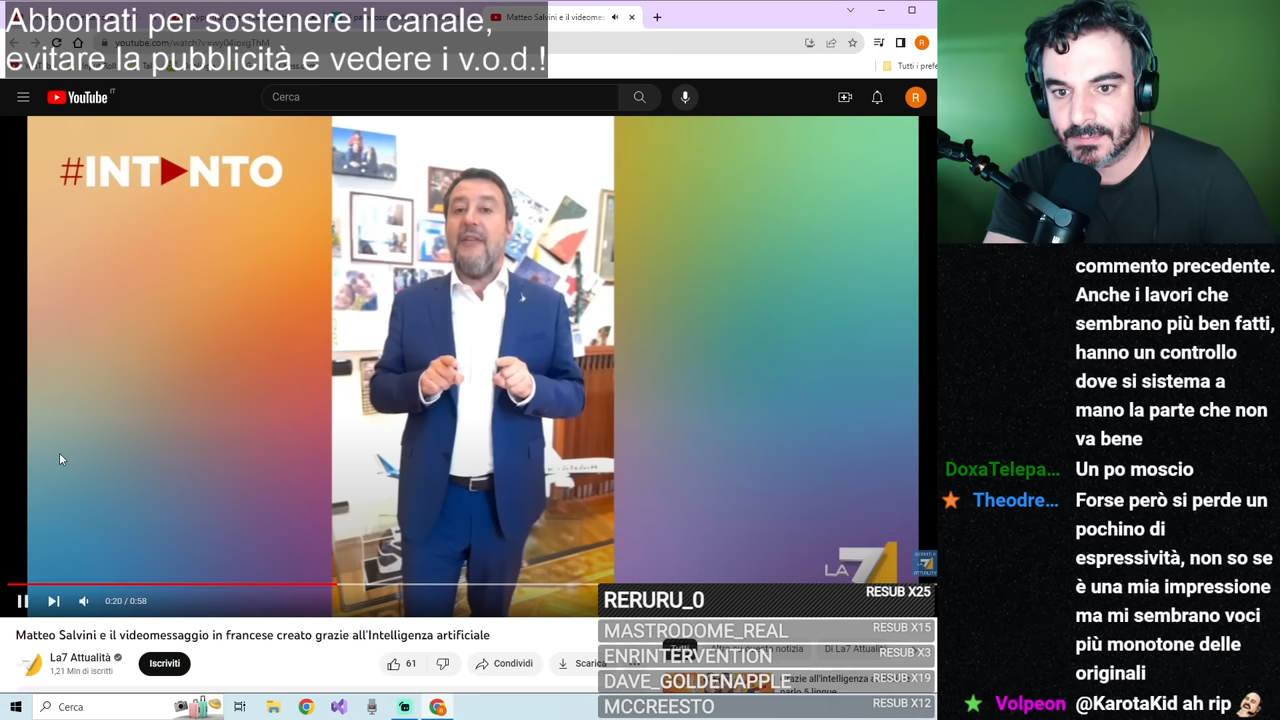 Abbonati per sostenere il canale,
evitare la pubblicità e vedere i v.o.d.!
Matteo Salvini e il videomes
YouTube IT
Cerca
R
Tutti i prefe
R
#INTANTO
LA7
0:20 / 0:58
Matteo Salvini e il videomessaggio in francese creato grazie all'Intelligenza artificiale
La7 Attualità
1,21 Mln di iscritti
Iscriviti
61
Condividi
Scarica
RERURU_0 RESUB X25
MASTRODOME_REAL RESUB X15
ENRINTERVENTION RESUB X3
DAVE_GOLDENAPPLE RESUB X19
MCCREESTO RESUB X12
Cerca
commento precedente.
Anche i lavori che
sembrano più ben fatti,
hanno un controllo
dove si sistema a
mano la parte che non
va bene
DoxaTelepa… Un po moscio
Theodre… Forse però si perde un
pochino di
espressività, non so se
è una mia impressione
ma mi sembrano voci
più monotone delle
originali
Volpeon @KarotaKid ah rip